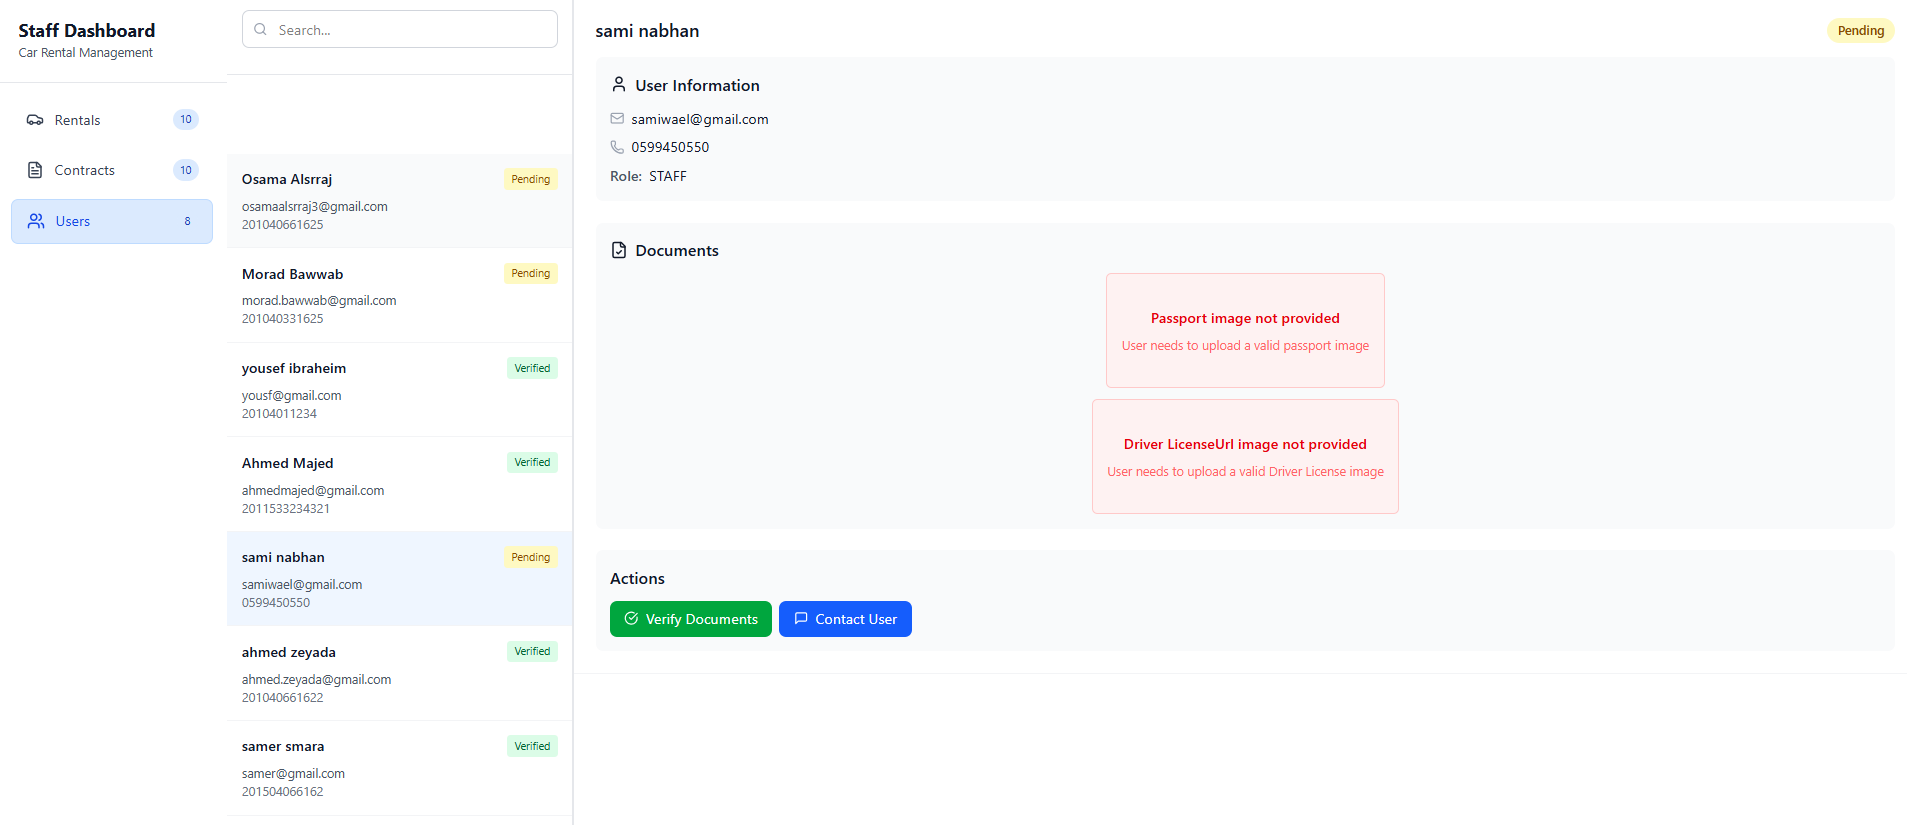 Staff Dashboard
Car Rental Management
Rentals 10
Contracts 10
Users 8
Search...
Osama Alsrraj Pending
osamaalsrraj3@gmail.com
201040661625
Morad Bawwab Pending
morad.bawwab@gmail.com
201040331625
yousef ibraheim Verified
yousf@gmail.com
20104011234
Ahmed Majed Verified
ahmedmajed@gmail.com
2011533234321
sami nabhan Pending
samiwael@gmail.com
0599450550
ahmed zeyada Verified
ahmed.zeyada@gmail.com
201040661622
samer smara Verified
samer@gmail.com
201504066162
sami nabhan Pending
User Information
samiwael@gmail.com
0599450550
Role: STAFF
Documents
Passport image not provided
User needs to upload a valid passport image
Driver LicenseUrl image not provided
User needs to upload a valid Driver License image
Actions
Verify Documents Contact User